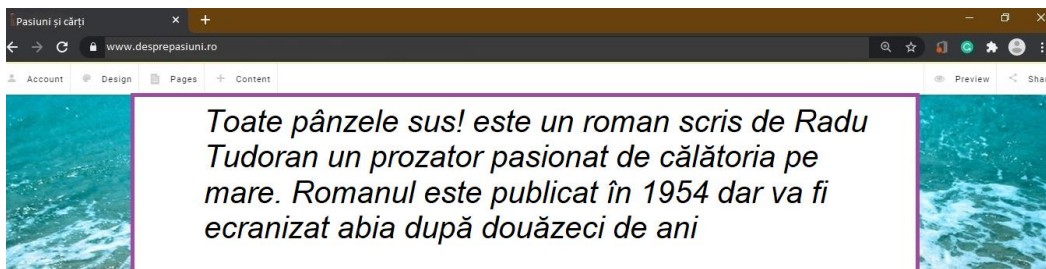 Pasiuni și cărți
www.desprepasiuni.ro
Account Design Pages Content Preview
Toate pânzele sus! este un roman scris de Radu
Tudoran un prozator pasionat de călătoria pe
mare. Romanul este publicat în 1954 dar va fi
ecranizat abia după douăzeci de ani